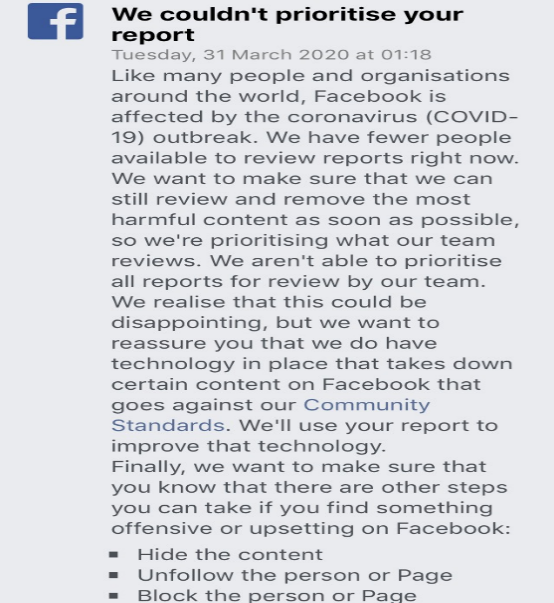 We couldn't prioritise your
report
Tuesday, 31 March 2020 at 01:18
Like many people and organisations
around the world, Facebook is
affected by the coronavirus (COVID-
19) outbreak. We have fewer people
available to review reports right now.
We want to make sure that we can
still review and remove the most
harmful content as soon as possible,
so we're prioritising what our team
reviews. We aren't able to prioritise
all reports for review by our team.
We realise that this could be
disappointing, but we want to
reassure you that we do have
technology in place that takes down
certain content on Facebook that
goes against our Community
Standards. We'll use your report to
improve that technology.
Finally, we want to make sure that
you know that there are other steps
you can take if you find something
offensive or upsetting on Facebook:
▪ Hide the content
▪ Unfollow the person or Page
▪ Block the person or Page